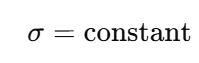 σ = constant